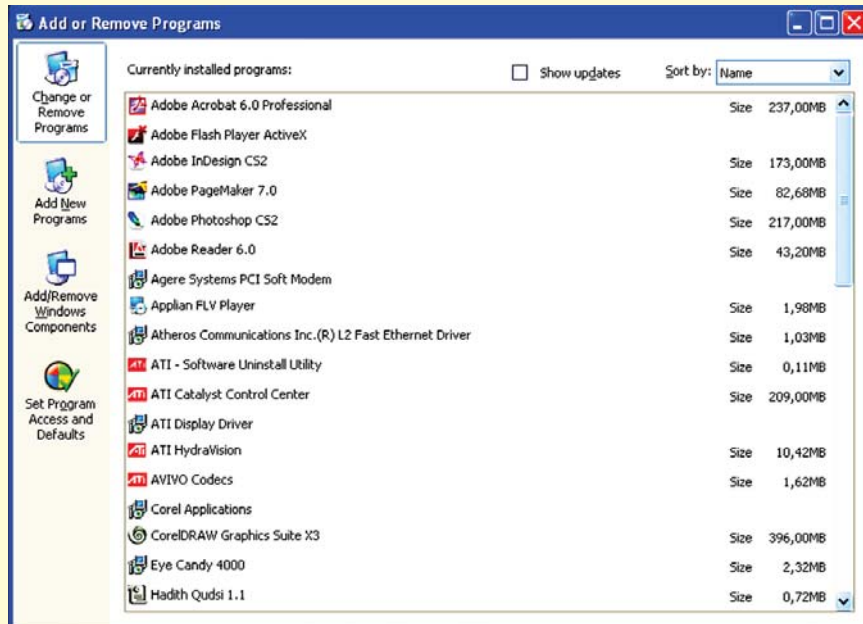 Add or Remove Programs
Change or
Remove
Programs
Add New
Programs
Add/Remove
Windows
Components
Set Program
Access and
Defaults
Currently installed programs: Show updates Sort by: Name
Adobe Acrobat 6.0 Professional Size 237,00MB
Adobe Flash Player ActiveX
Adobe InDesign CS2 Size 173,00MB
Adobe PageMaker 7.0 Size 82,68MB
Adobe Photoshop CS2 Size 217,00MB
Adobe Reader 6.0 Size 43,20MB
Agere Systems PCI Soft Modem
Applian FLV Player Size 1,98MB
Atheros Communications Inc.(R) L2 Fast Ethernet Driver Size 1,03MB
ATI - Software Uninstall Utility Size 0,11MB
ATI Catalyst Control Center Size 209,00MB
ATI Display Driver
ATI HydraVision Size 10,42MB
AVIVO Codecs Size 1,62MB
Corel Applications
CorelDRAW Graphics Suite X3 Size 396,00MB
Eye Candy 4000 Size 2,32MB
Hadith Qudsi 1.1 Size 0,72MB